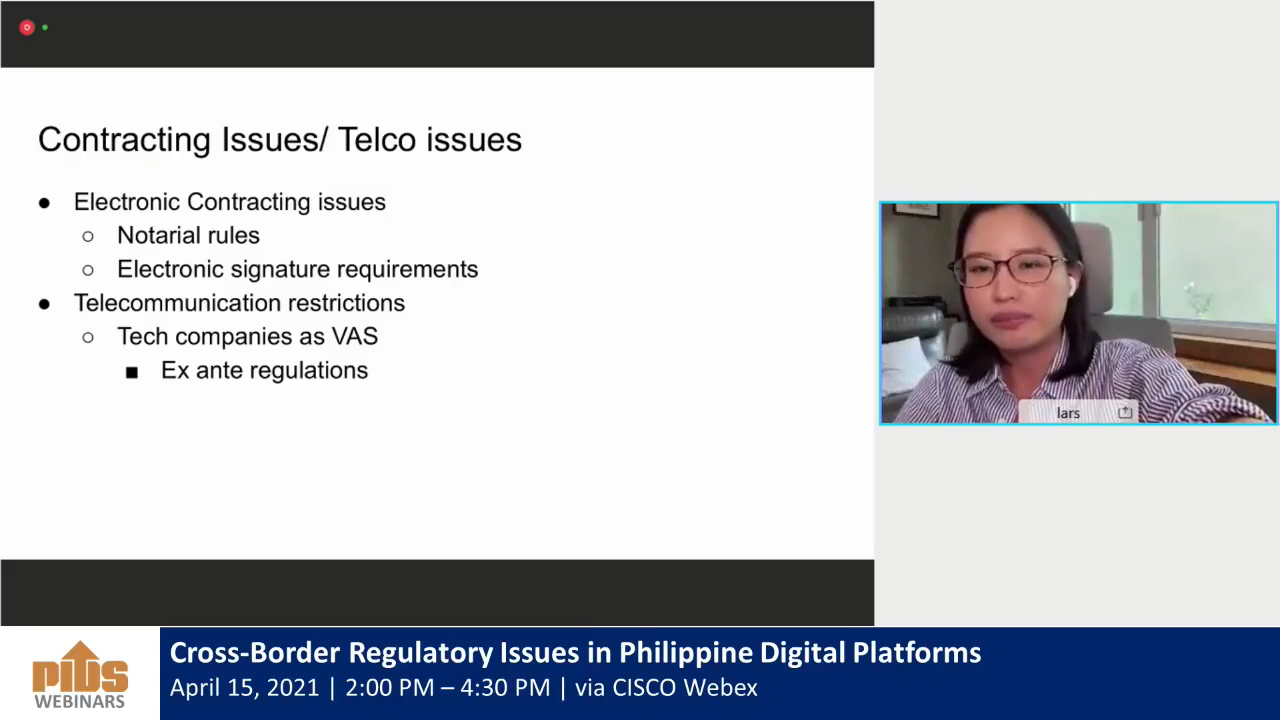 Contracting Issues/ Telco issues
● Electronic Contracting issues
○ Notarial rules
○ Electronic signature requirements
● Telecommunication restrictions
○ Tech companies as VAS
■ Ex ante regulations
lars
PIDS
WEBINARS
Cross-Border Regulatory Issues in Philippine Digital Platforms
April 15, 2021 | 2:00 PM – 4:30 PM | via CISCO Webex